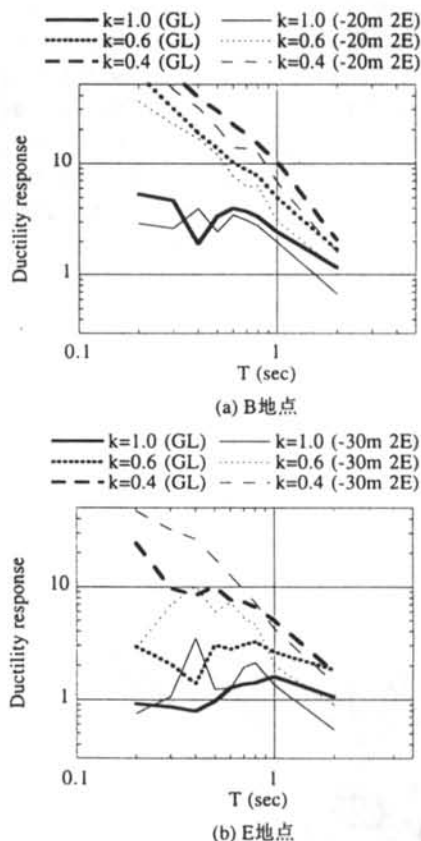 k=1.0 (GL) k=1.0 (-20m 2E)
k=0.6 (GL) k=0.6 (-20m 2E)
k=0.4 (GL) k=0.4 (-20m 2E)
Ductility response
10
1
0.1 1
T (sec)
(a) B地点
k=1.0 (GL) k=1.0 (-30m 2E)
k=0.6 (GL) k=0.6 (-30m 2E)
k=0.4 (GL) k=0.4 (-30m 2E)
Ductility response
10
1
0.1 1
T (sec)
(b) E地点